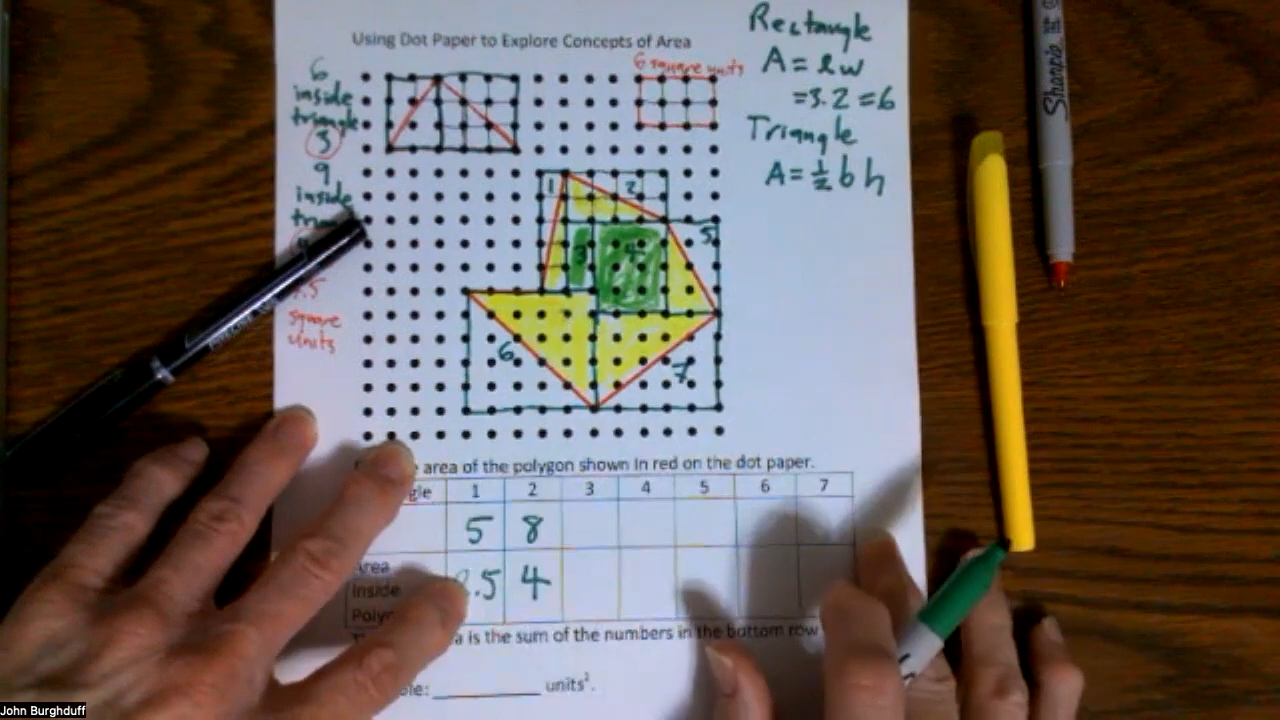 Using Dot Paper to Explore Concepts of Area
Rectangle
A = lw
=3.2 = 6
Triangle
A = ½ b h
6 square units
6
inside
triangle
3
9
inside
square
units
1
2
3
4
5
6
7
area of the polygon shown in red on the dot paper.
1 2 3 4 5 6 7
5 8
Area
Inside
.5 4
is the sum of the numbers in the bottom row
units².
Sharpie
John Burghduff